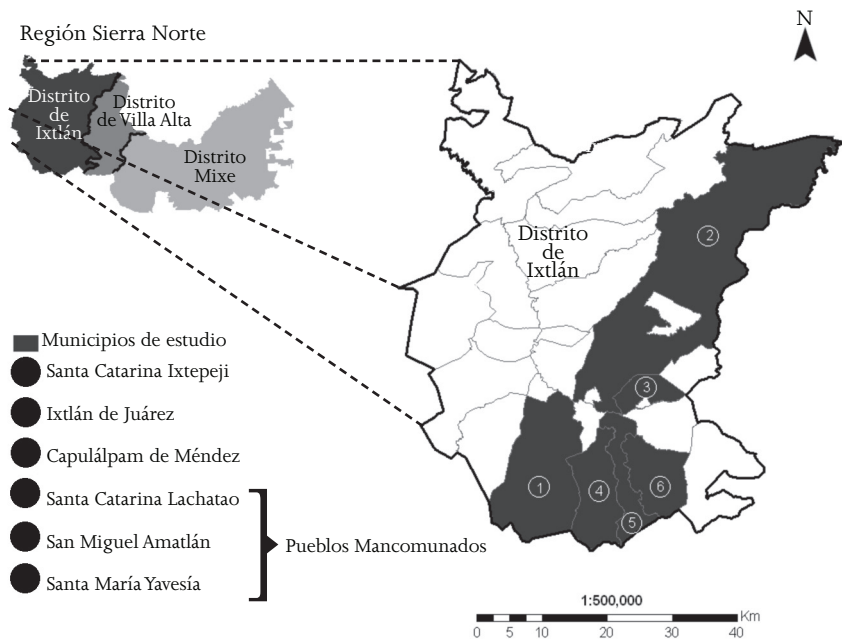 Región Sierra Norte
N
Distrito
de
Ixtlán
Distrito
de Villa Alta
Distrito
Mixe
Distrito
de
Ixtlán
2
3
1
4
6
5
Municipios de estudio
Santa Catarina Ixtepeji
Ixtlán de Juárez
Capulálpam de Méndez
Santa Catarina Lachatao
San Miguel Amatlán
Santa María Yavesía
Pueblos Mancomunados
1:500,000
Km
0 5 10 20 30 40